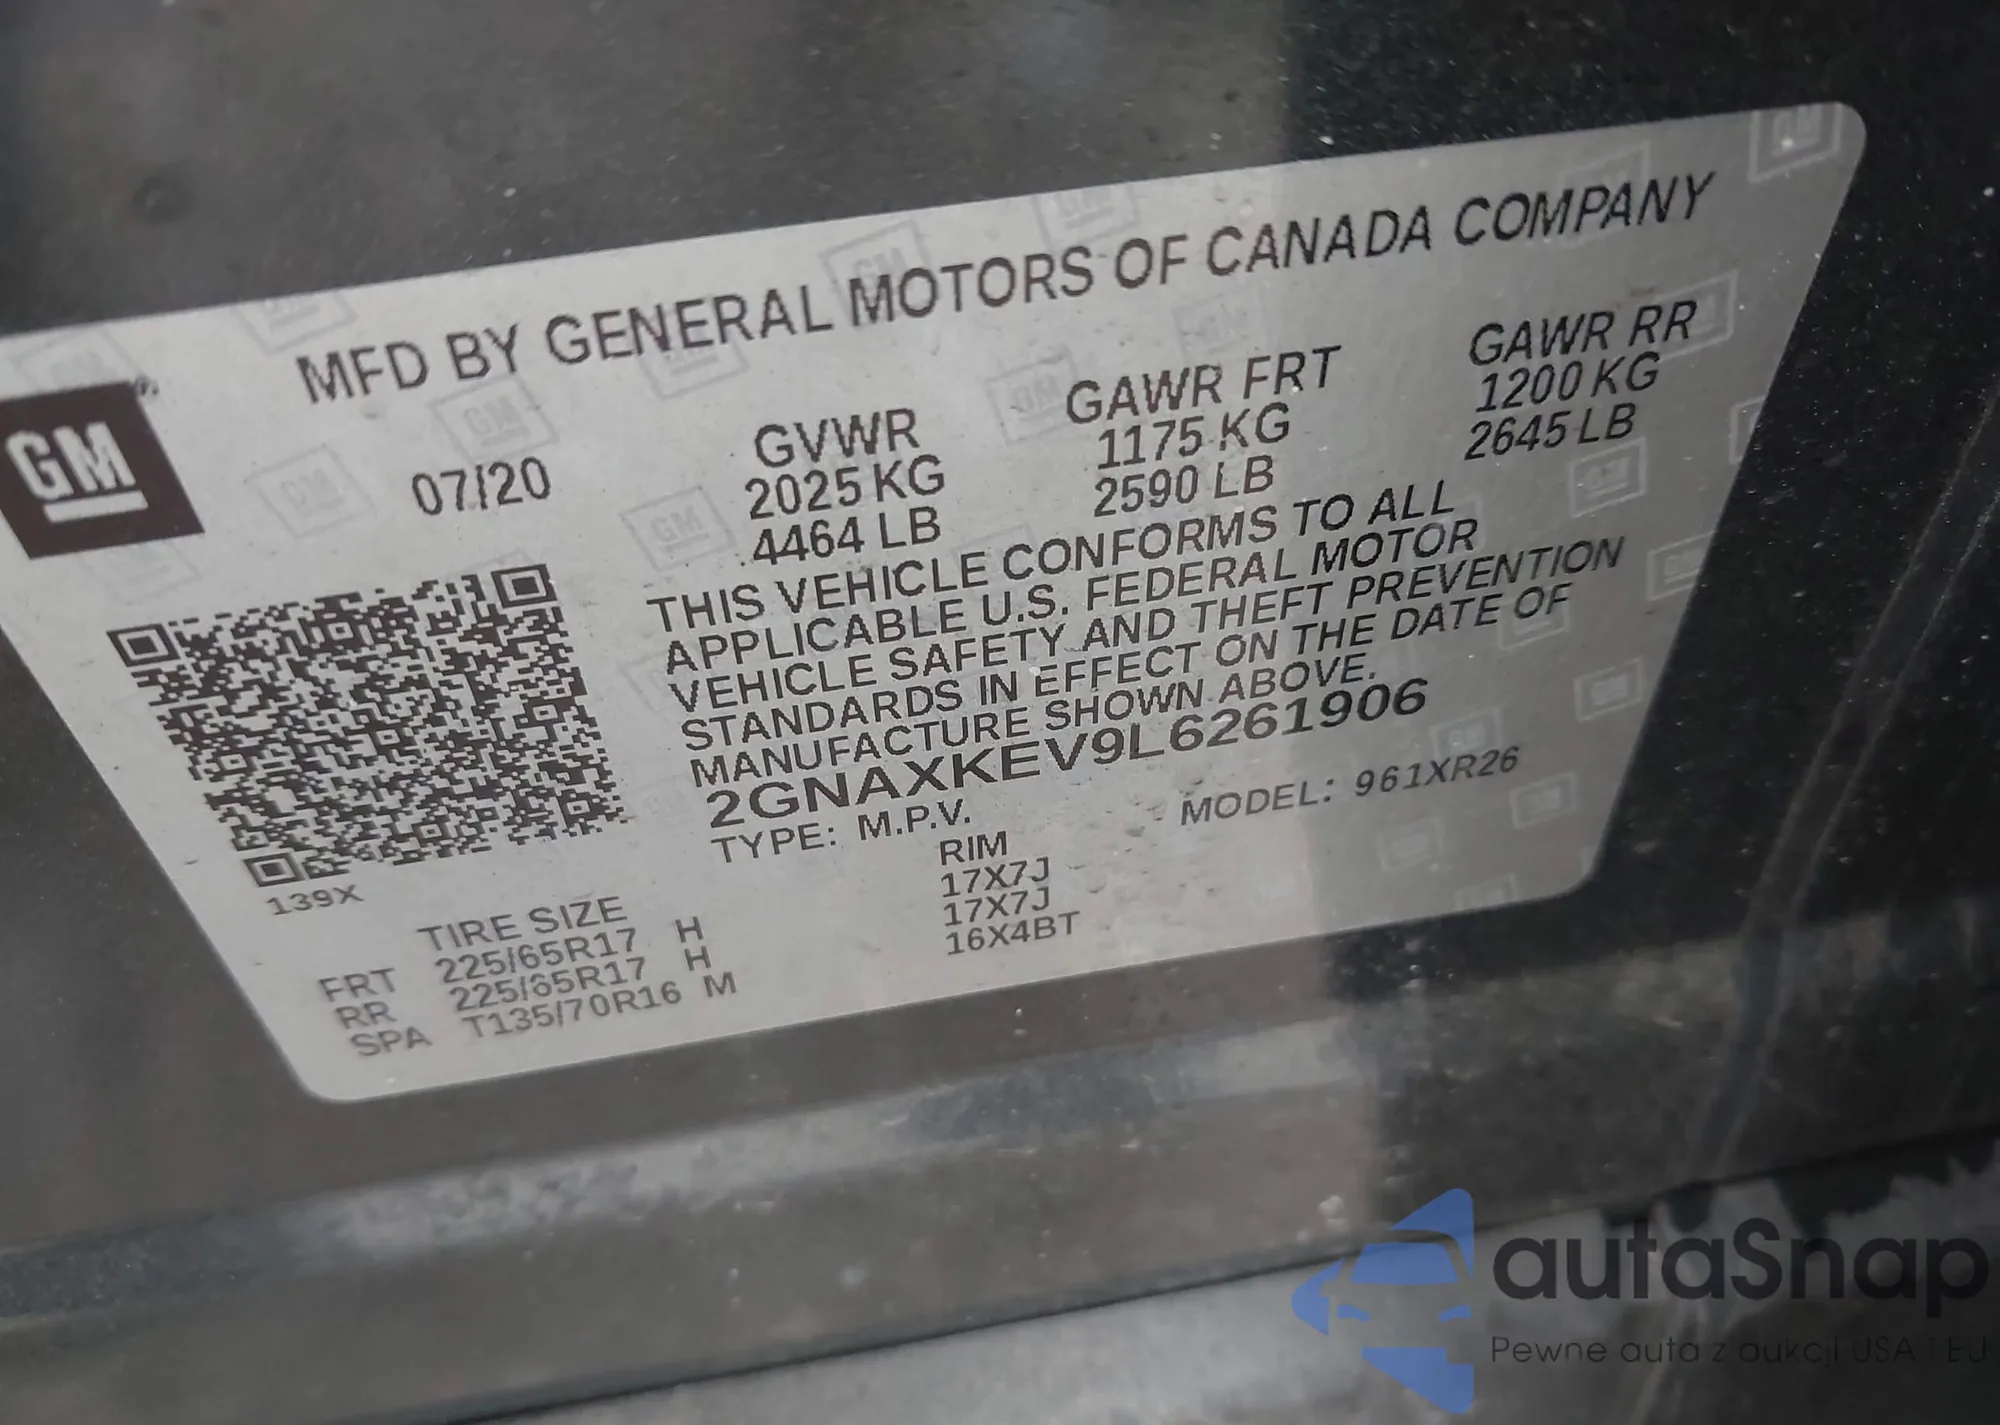 MFD BY GENERAL MOTORS OF CANADA COMPANY
GM
07/20
GVWR
2025 KG
4464 LB
GAWR FRT
1175 KG
2590 LB
GAWR RR
1200 KG
2645 LB
THIS VEHICLE CONFORMS TO ALL
APPLICABLE U.S. FEDERAL MOTOR
VEHICLE SAFETY AND THEFT PREVENTION
STANDARDS IN EFFECT ON THE DATE OF
MANUFACTURE SHOWN ABOVE.
2GNAXKEV9L6261906
TYPE: M.P.V.
MODEL: 961XR26
139X
TIRE SIZE RIM
FRT 225/65R17 H 17X7J
RR 225/65R17 H 17X7J
SPA T135/70R16 M 16X4BT
autaSnap
Pewne auta z aukcji USA i EU